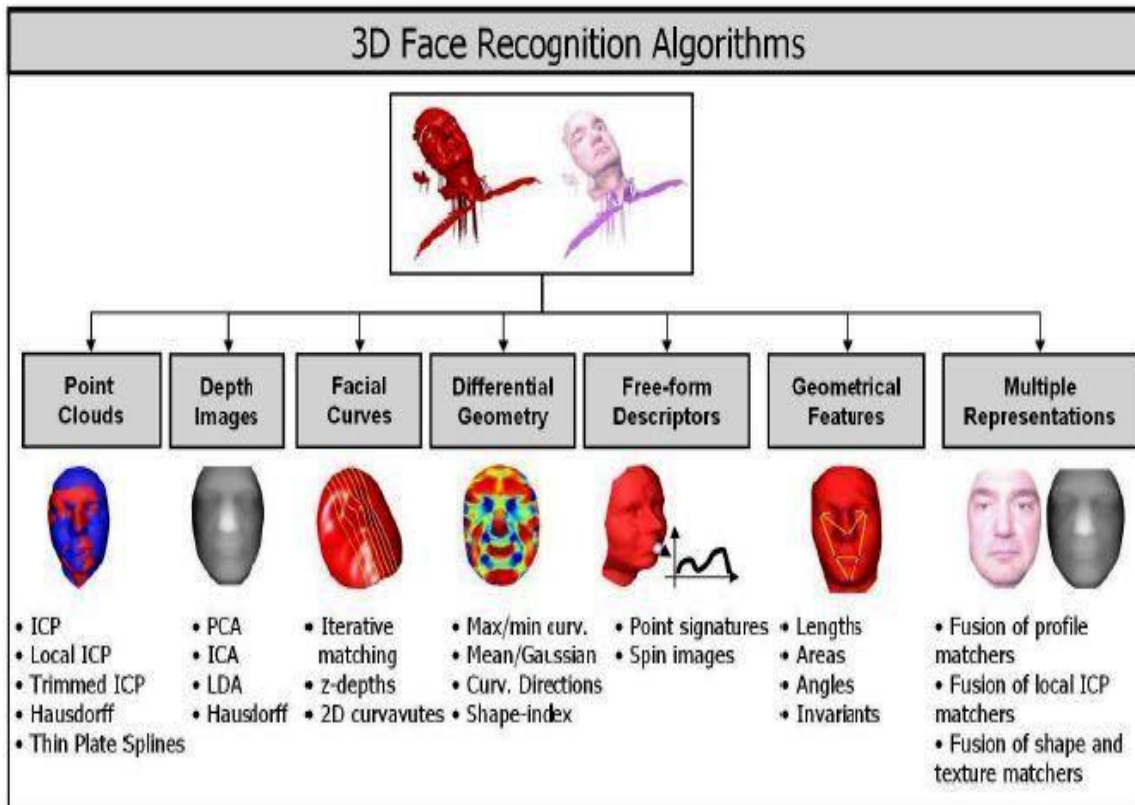 3D Face Recognition Algorithms
Point
Clouds
Depth
Images
Facial
Curves
Differential
Geometry
Free-form
Descriptors
Geometrical
Features
Multiple
Representations
• ICP
• Local ICP
• Trimmed ICP
• Hausdorff
• Thin Plate Splines
• PCA
• ICA
• LDA
• Hausdorff
• Iterative
matching
• z-depths
• 2D curvavutes
• Max/min curv.
• Mean/Gaussian
• Curv. Directions
• Shape-index
• Point signatures
• Spin images
• Lengths
• Areas
• Angles
• Invariants
• Fusion of profile
matchers
• Fusion of local ICP
matchers
• Fusion of shape and
texture matchers